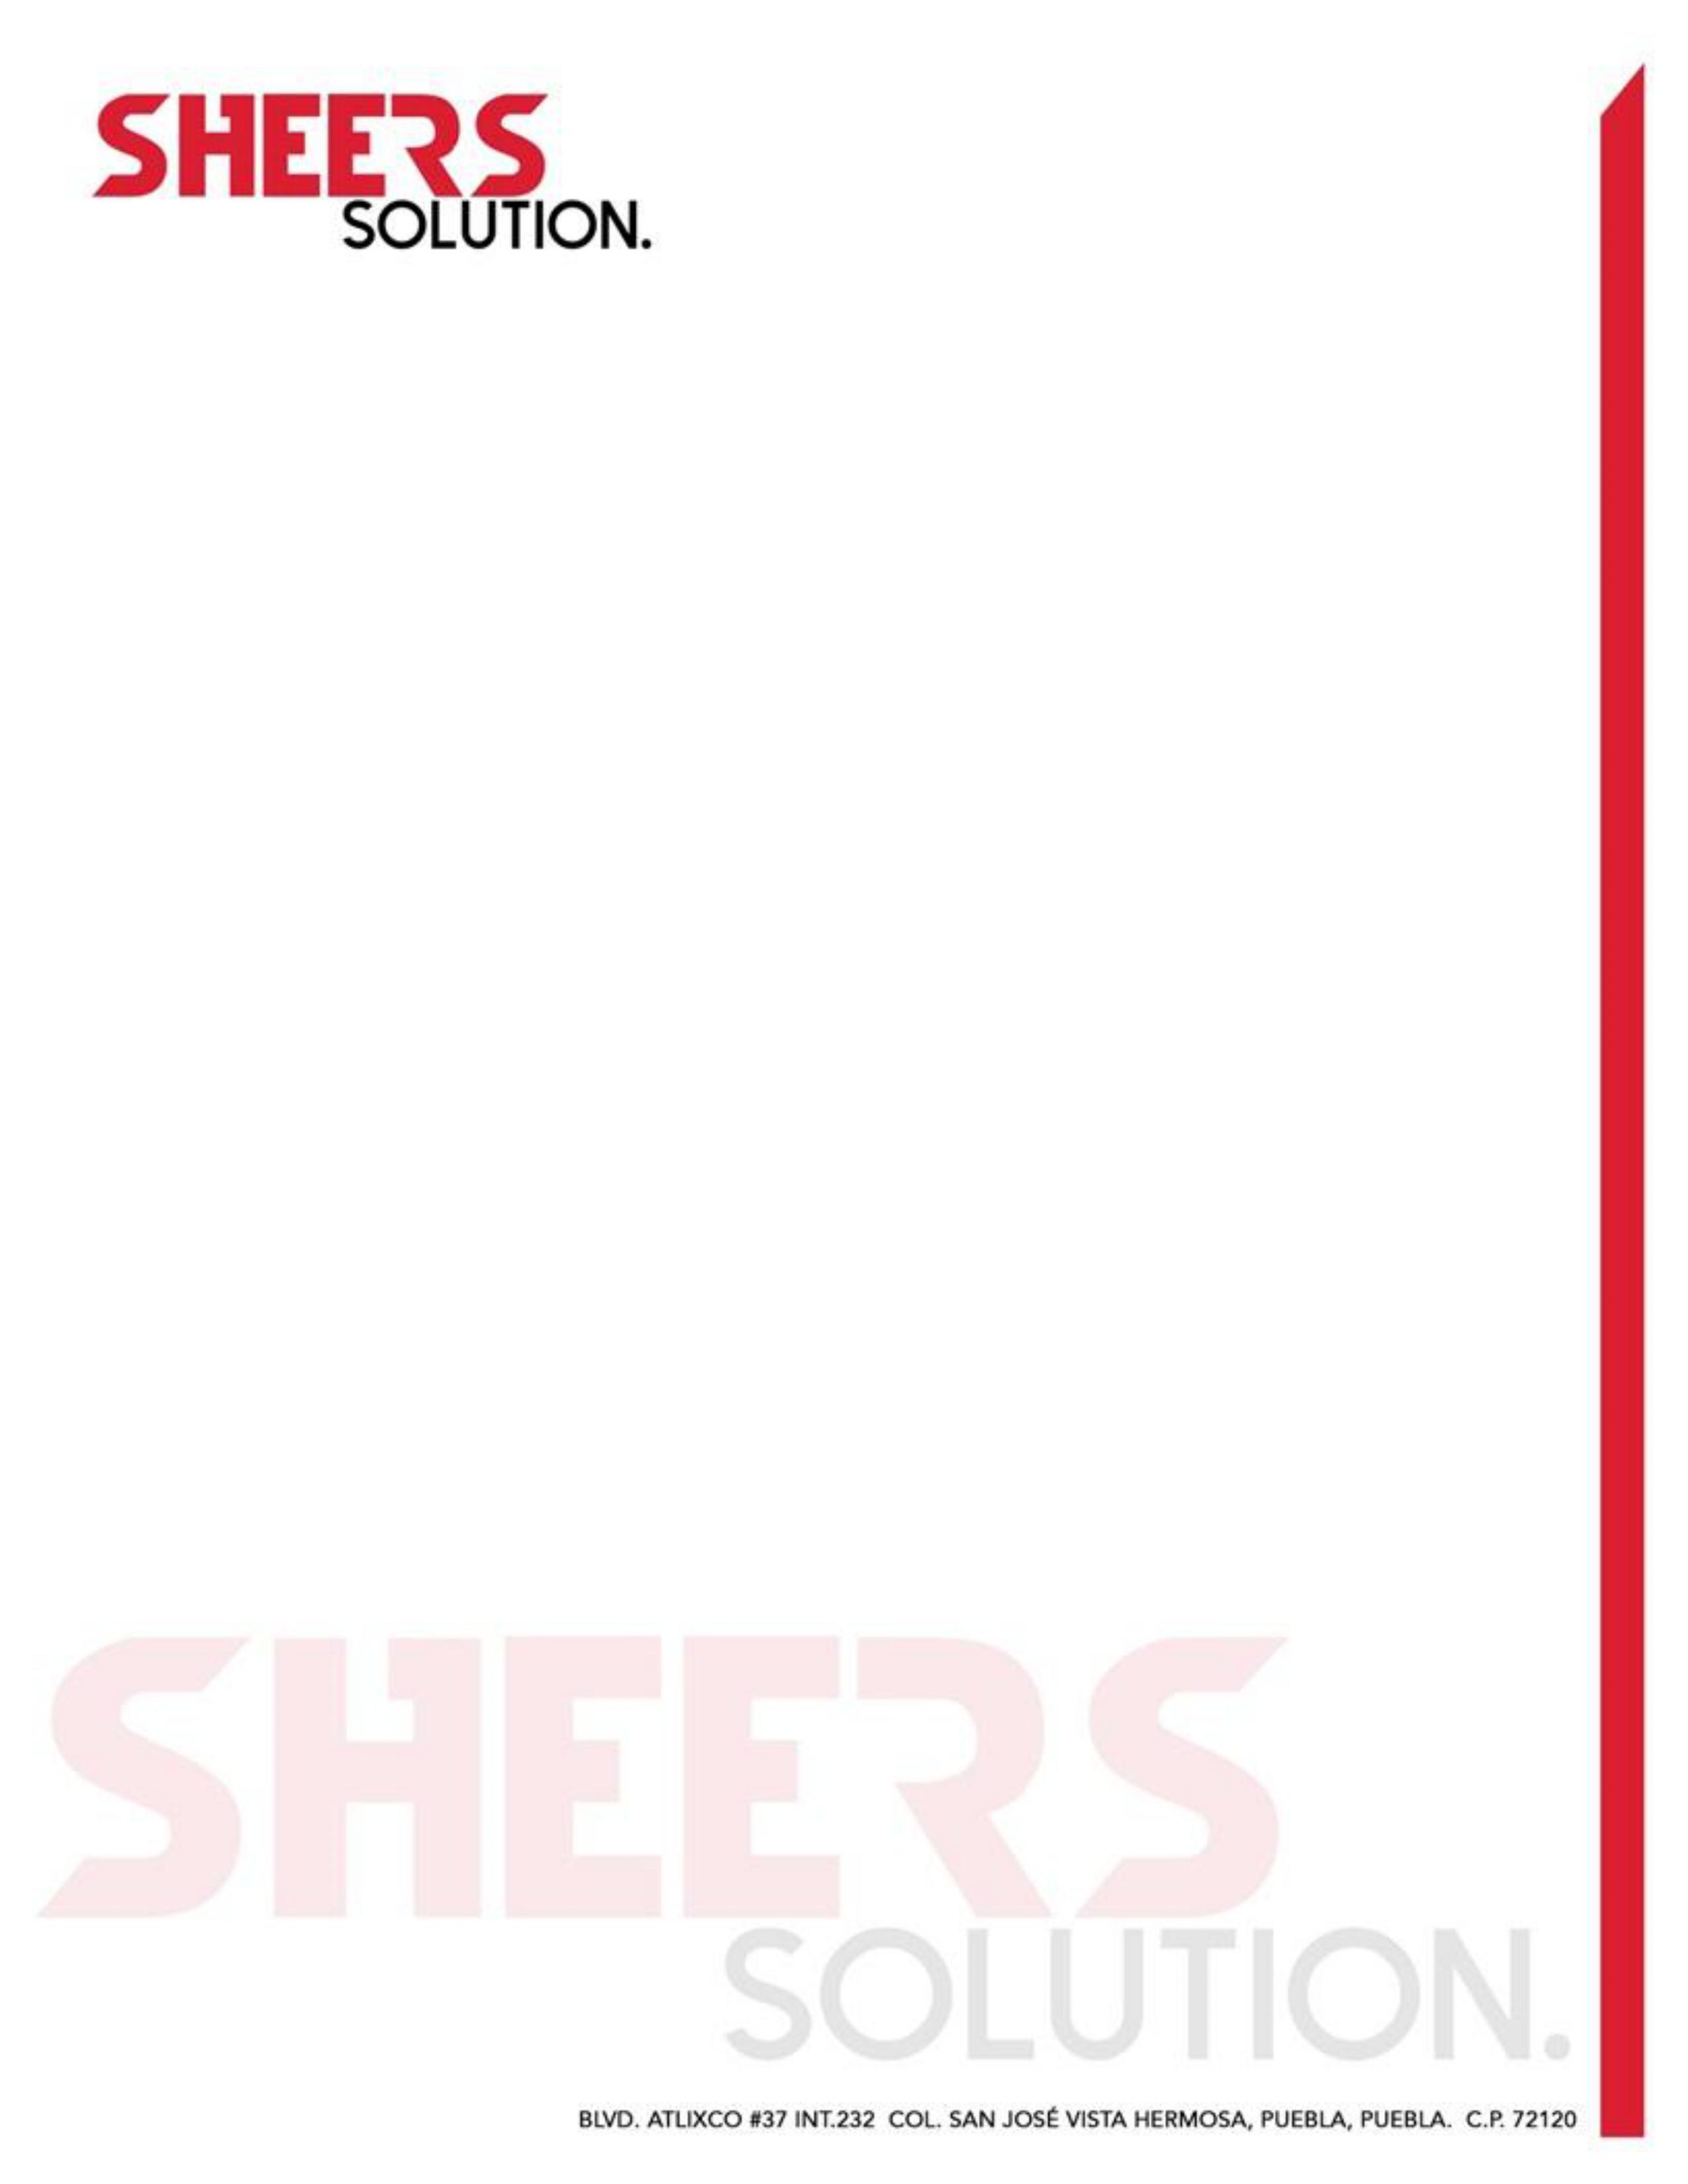 SHEERS
SOLUTION.
SHEERS
SOLUTION.
BLVD. ATLIXCO #37 INT.232 COL. SAN JOSÉ VISTA HERMOSA, PUEBLA, PUEBLA. C.P. 72120